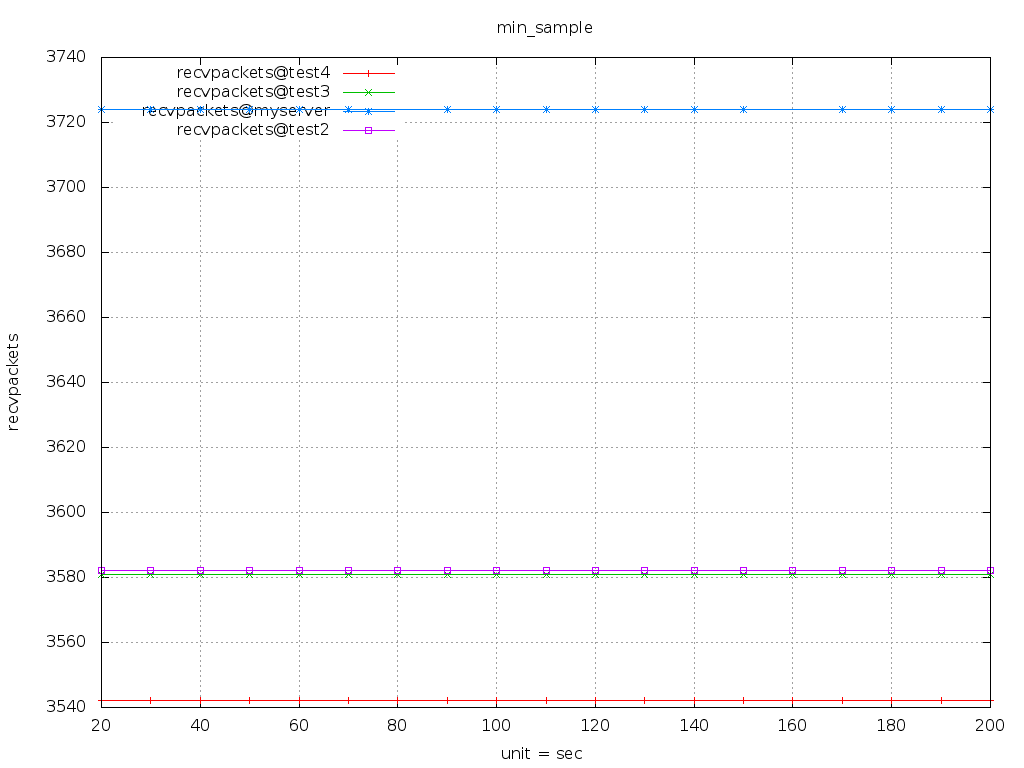 min_sample
3740
recvpackets@test4
recvpackets@test3
recvpackets@myserver
3720
recvpackets@test2
3700
3680
3660
recvpackets
3640
3620
3600
3580
3560
3540
20 40 60 80 100 120 140 160 180 200
unit = sec